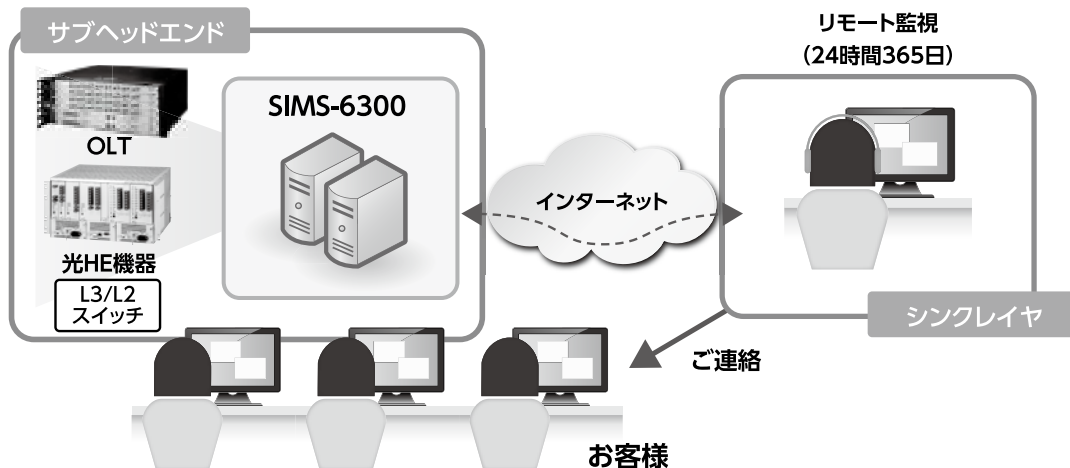 サブヘッドエンド
OLT
光HE機器
L3/L2
スイッチ
SIMS-6300
インターネット
リモート監視
（24時間365日）
シンクレイヤ
ご連絡
お客様